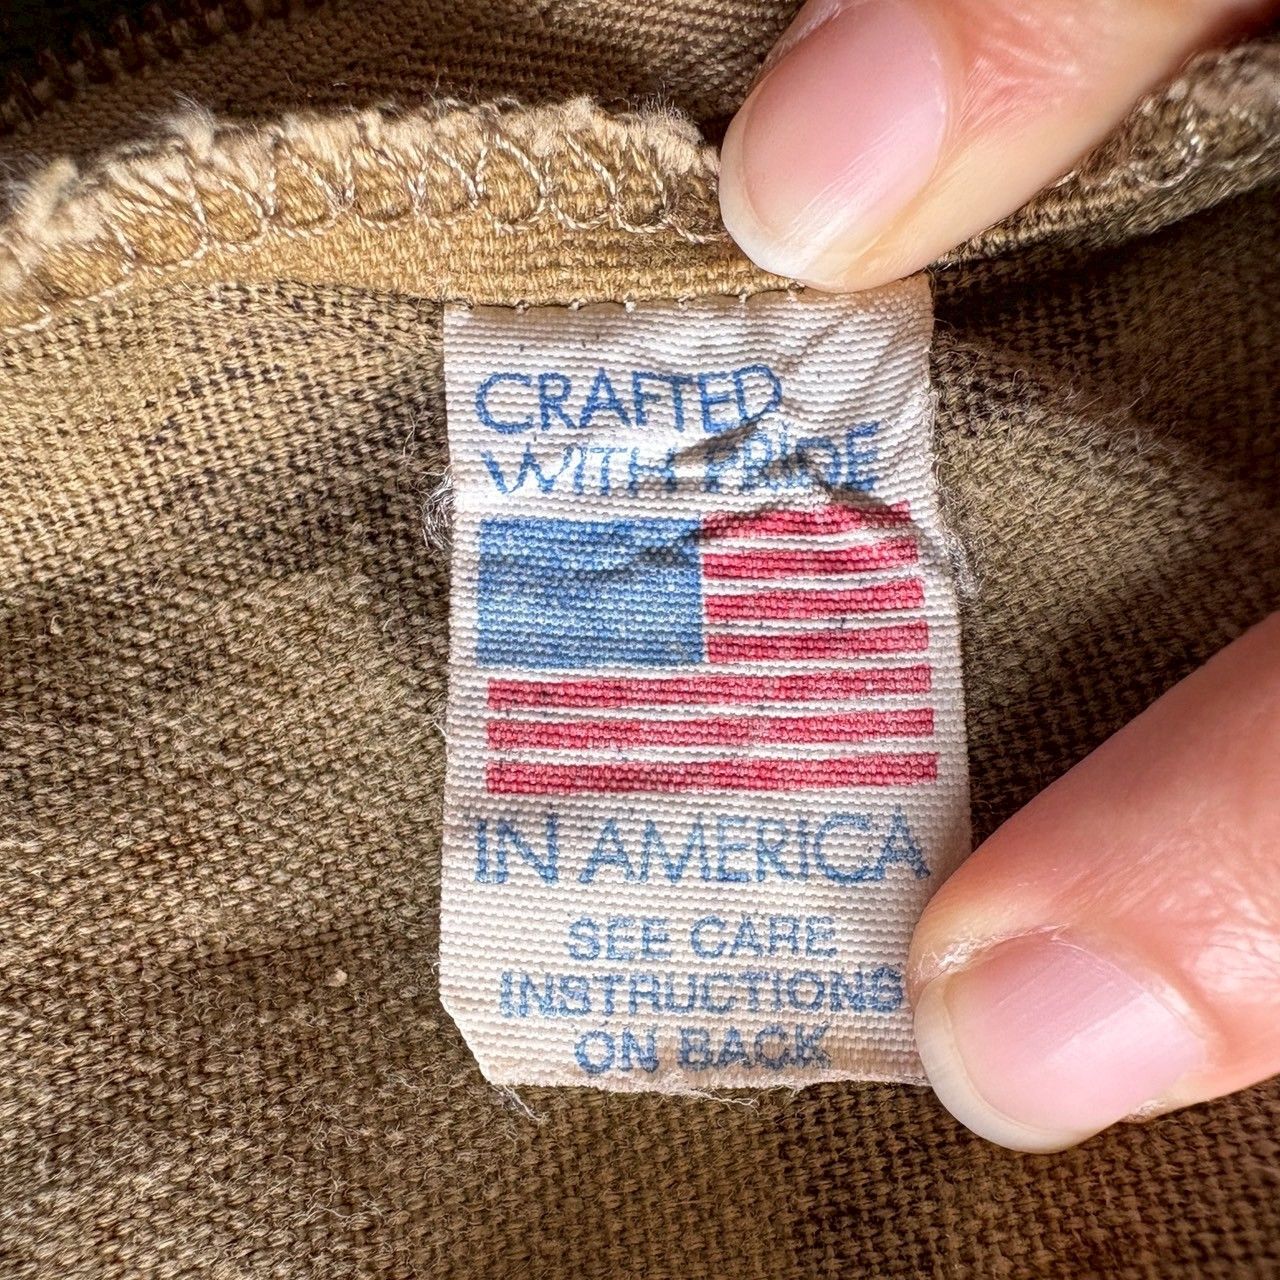 CRAFTED
WITH PRIDE
IN AMERICA
SEE CARE
INSTRUCTIONS
ON BACK